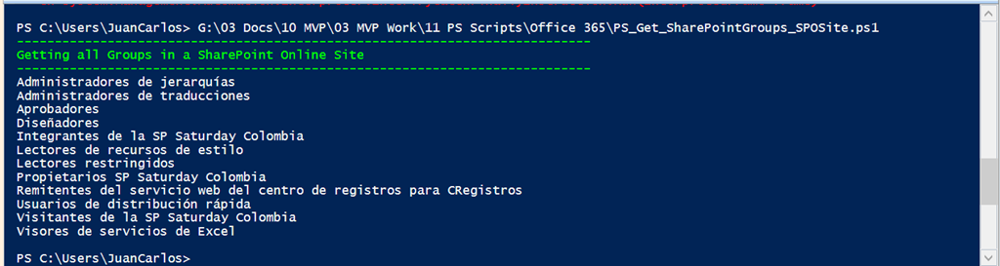 PS C:\Users\JuanCarlos> G:\03 Docs\10 MVP\03 MVP Work\11 PS Scripts\Office 365\PS_Get_SharePointGroups_SPOSite.ps1
----------------------------------------------------------------------------
Getting all Groups in a SharePoint Online Site
----------------------------------------------------------------------------
Administradores de jerarquías
Administradores de traducciones
Aprobadores
Diseñadores
Integrantes de la SP Saturday Colombia
Lectores de recursos de estilo
Lectores restringidos
Propietarios SP Saturday Colombia
Remitentes del servicio web del centro de registros para CRegistros
Usuarios de distribución rápida
Visitantes de la SP Saturday Colombia
Visores de servicios de Excel
PS C:\Users\JuanCarlos>